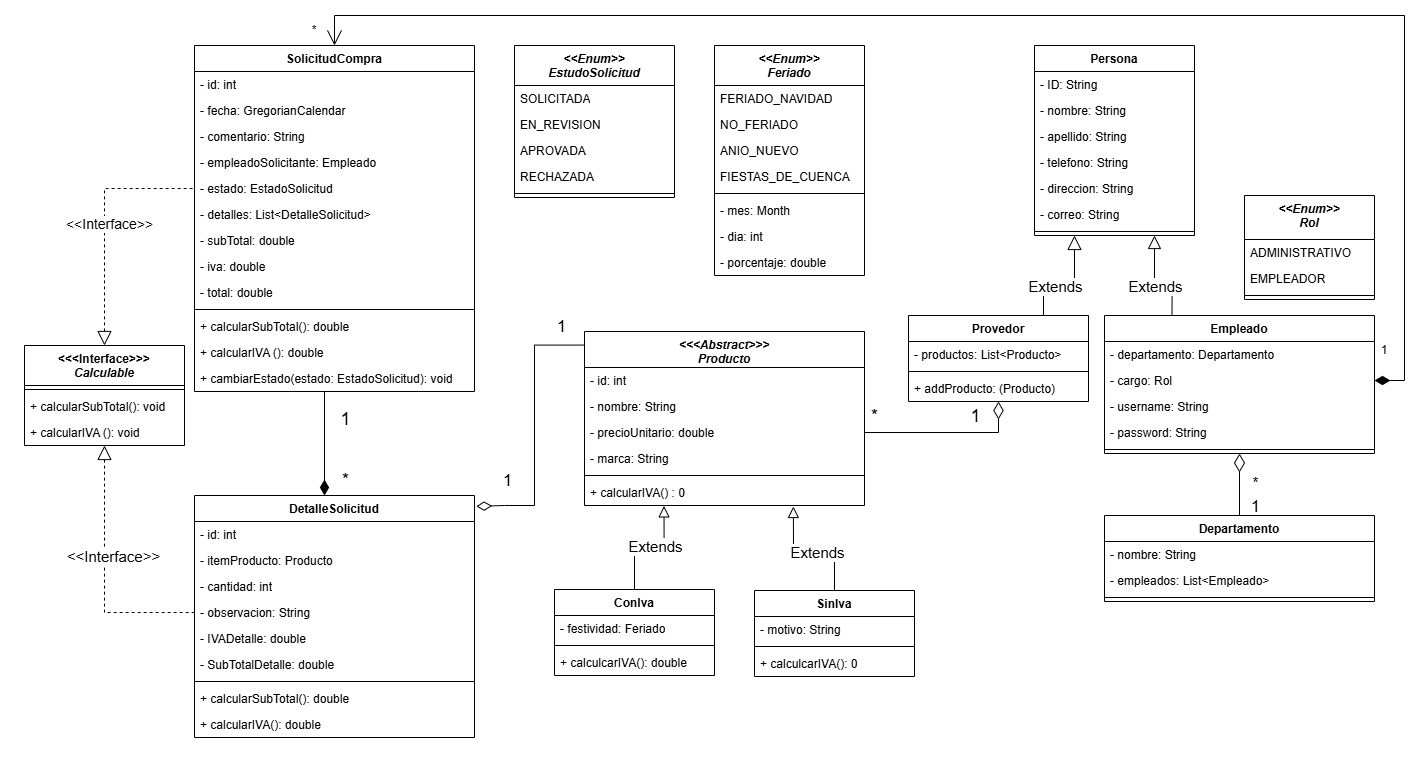 *
SolicitudCompra
- id: int
- fecha: GregorianCalendar
- comentario: String
- empleadoSolicitante: Empleado
- estado: EstadoSolicitud
- detalles: List<DetalleSolicitud>
- subTotal: double
- iva: double
- total: double
+ calcularSubTotal(): double
+ calcularIVA (): double
+ cambiarEstado(estado: EstadoSolicitud): void
<<Enum>>
EstudoSolicitud
SOLICITADA
EN_REVISION
APROVADA
RECHAZADA
<<Enum>>
Feriado
FERIADO_NAVIDAD
NO_FERIADO
ANIO_NUEVO
FIESTAS_DE_CUENCA
- mes: Month
- dia: int
- porcentaje: double
Persona
- ID: String
- nombre: String
- apellido: String
- telefono: String
- direccion: String
- correo: String
<<Enum>>
Rol
ADMINISTRATIVO
EMPLEADOR
<<Interface>>
Extends
Extends
<<<Interface>>>
Calculable
+ calcularSubTotal(): void
+ calcularIVA (): void
1
<<<Abstract>>>
Producto
- id: int
- nombre: String
- precioUnitario: double
- marca: String
+ calcularIVA() : 0
Provedor
- productos: List<Producto>
+ addProducto: (Producto)
*
1
Empleado
- departamento: Departamento
- cargo: Rol
- username: String
- password: String
1
1
*
1
*
1
DetalleSolicitud
- id: int
- itemProducto: Producto
- cantidad: int
- observacion: String
- IVADetalle: double
- SubTotalDetalle: double
+ calcularSubTotal(): double
+ calcularIVA(): double
<<Interface>>
Extends
Extends
ConIva
- festividad: Feriado
+ calculcarIVA(): double
SinIva
- motivo: String
+ calculcarIVA(): 0
Departamento
- nombre: String
- empleados: List<Empleado>